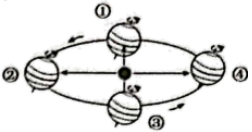 ①
② ④
③